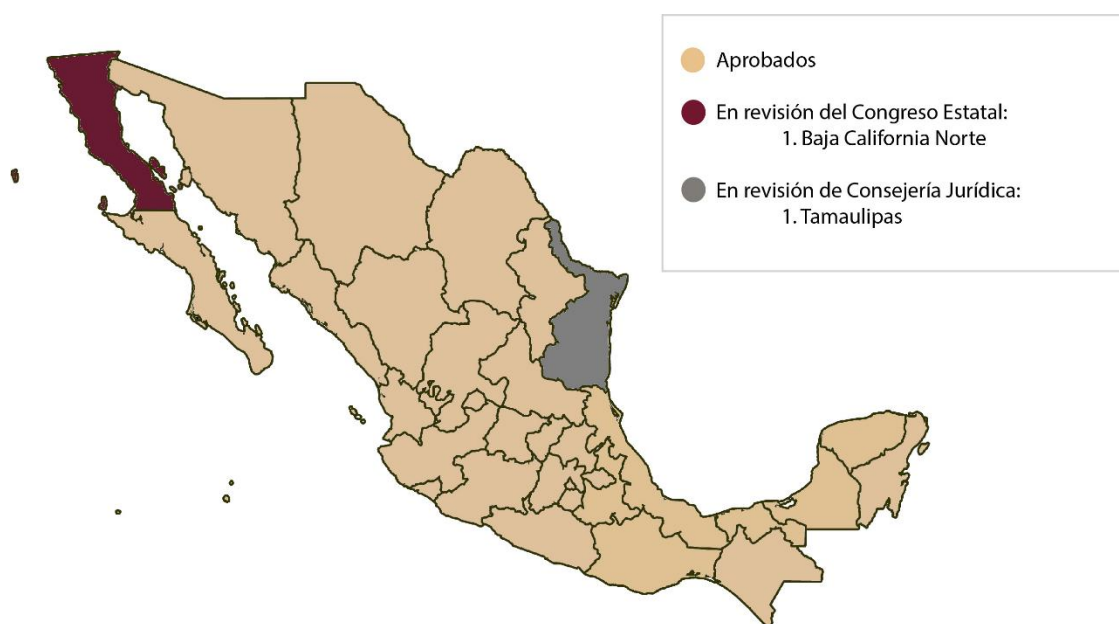 Aprobados
En revisión del Congreso Estatal:
1. Baja California Norte
En revisión de Consejería Jurídica:
1. Tamaulipas